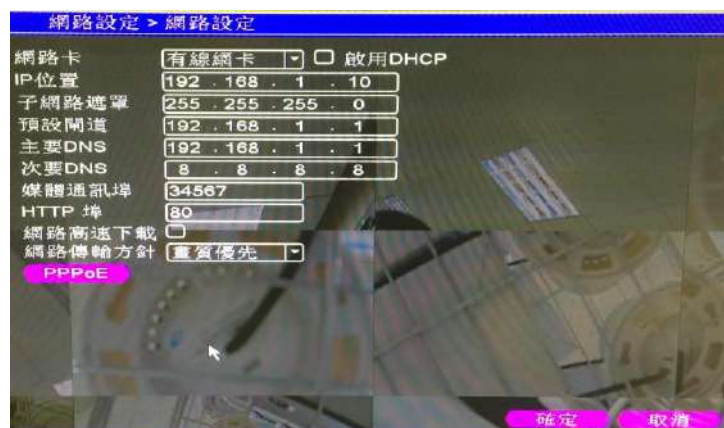 網路設定 > 網路設定
網路卡 有線網卡 啟用DHCP
IP位置 192 . 168 . 1 . 10
子網路遮罩 255 . 255 . 255 . 0
預設閘道 192 . 168 . 1 . 1
主要DNS 192 . 168 . 1 . 1
次要DNS 8 . 8 . 8 . 8
媒體通訊埠 34567
HTTP 埠 80
網路高速下載
網路傳輸方針 畫質優先
PPPoE
確定 取消